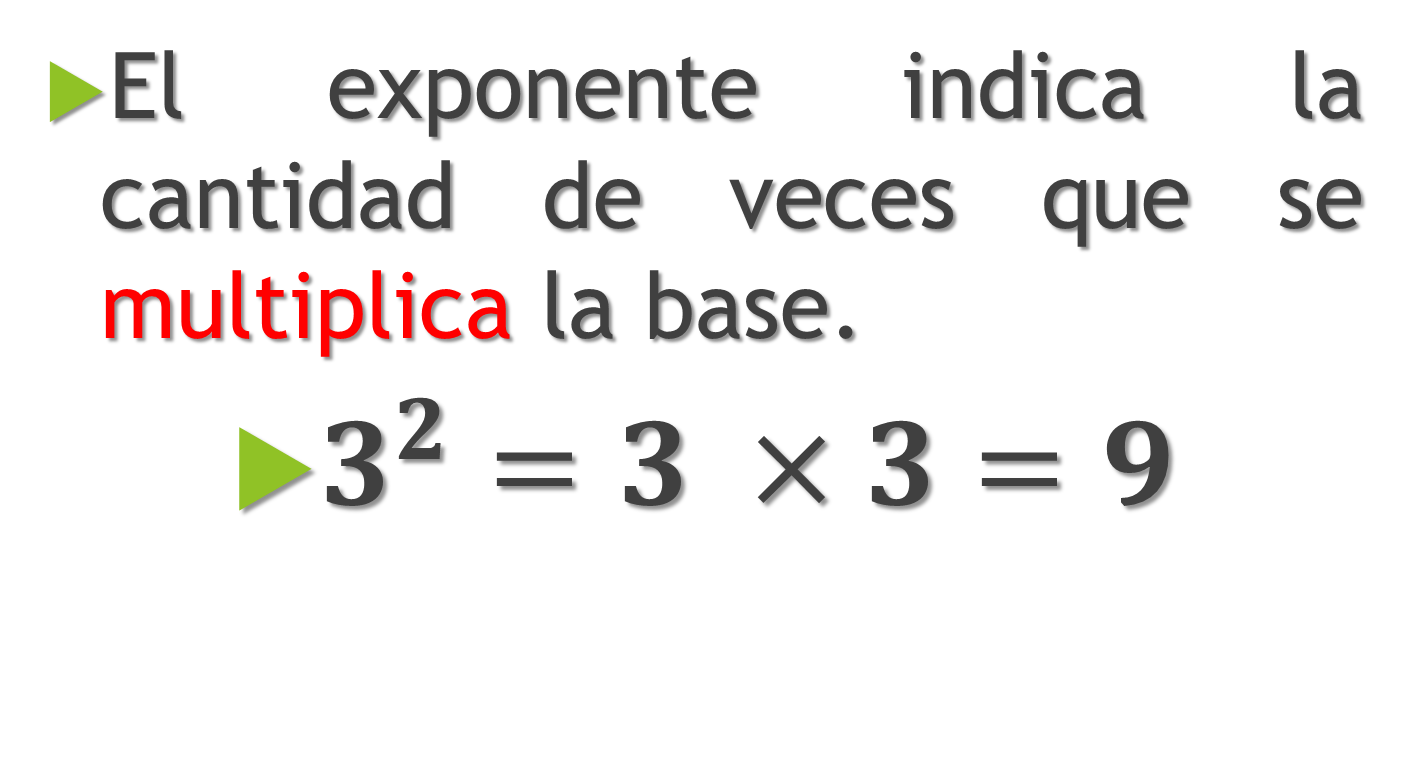 El exponente indica la
cantidad de veces que se
multiplica la base.
3² = 3 × 3 = 9